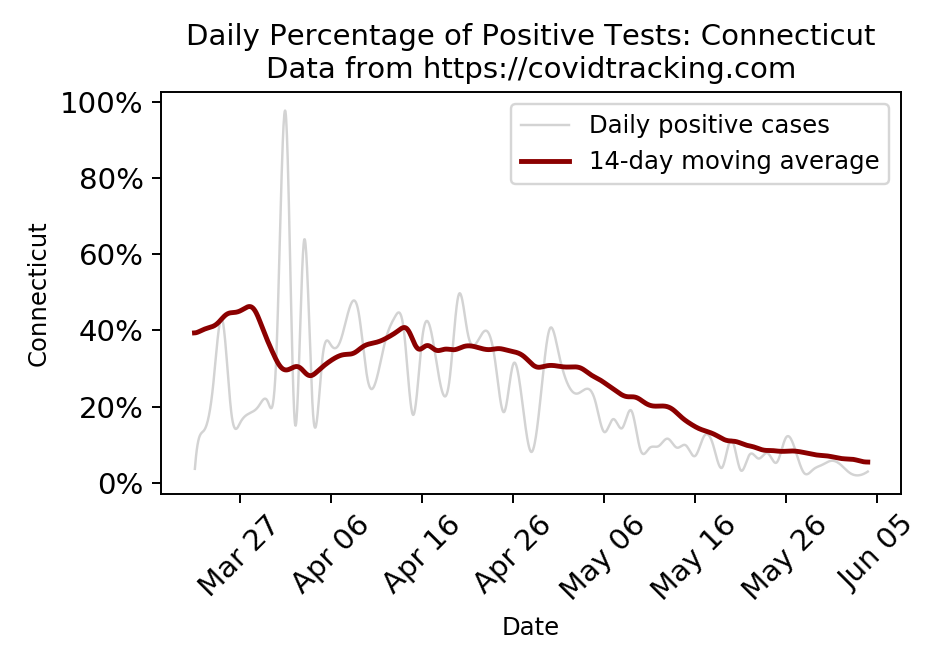 Daily Percentage of Positive Tests: Connecticut
Data from https://covidtracking.com
Daily positive cases
14-day moving average
100%
80%
60%
40%
20%
0%
Connecticut
Mar 27
Apr 06
Apr 16
Apr 26
May 06
May 16
May 26
Jun 05
Date